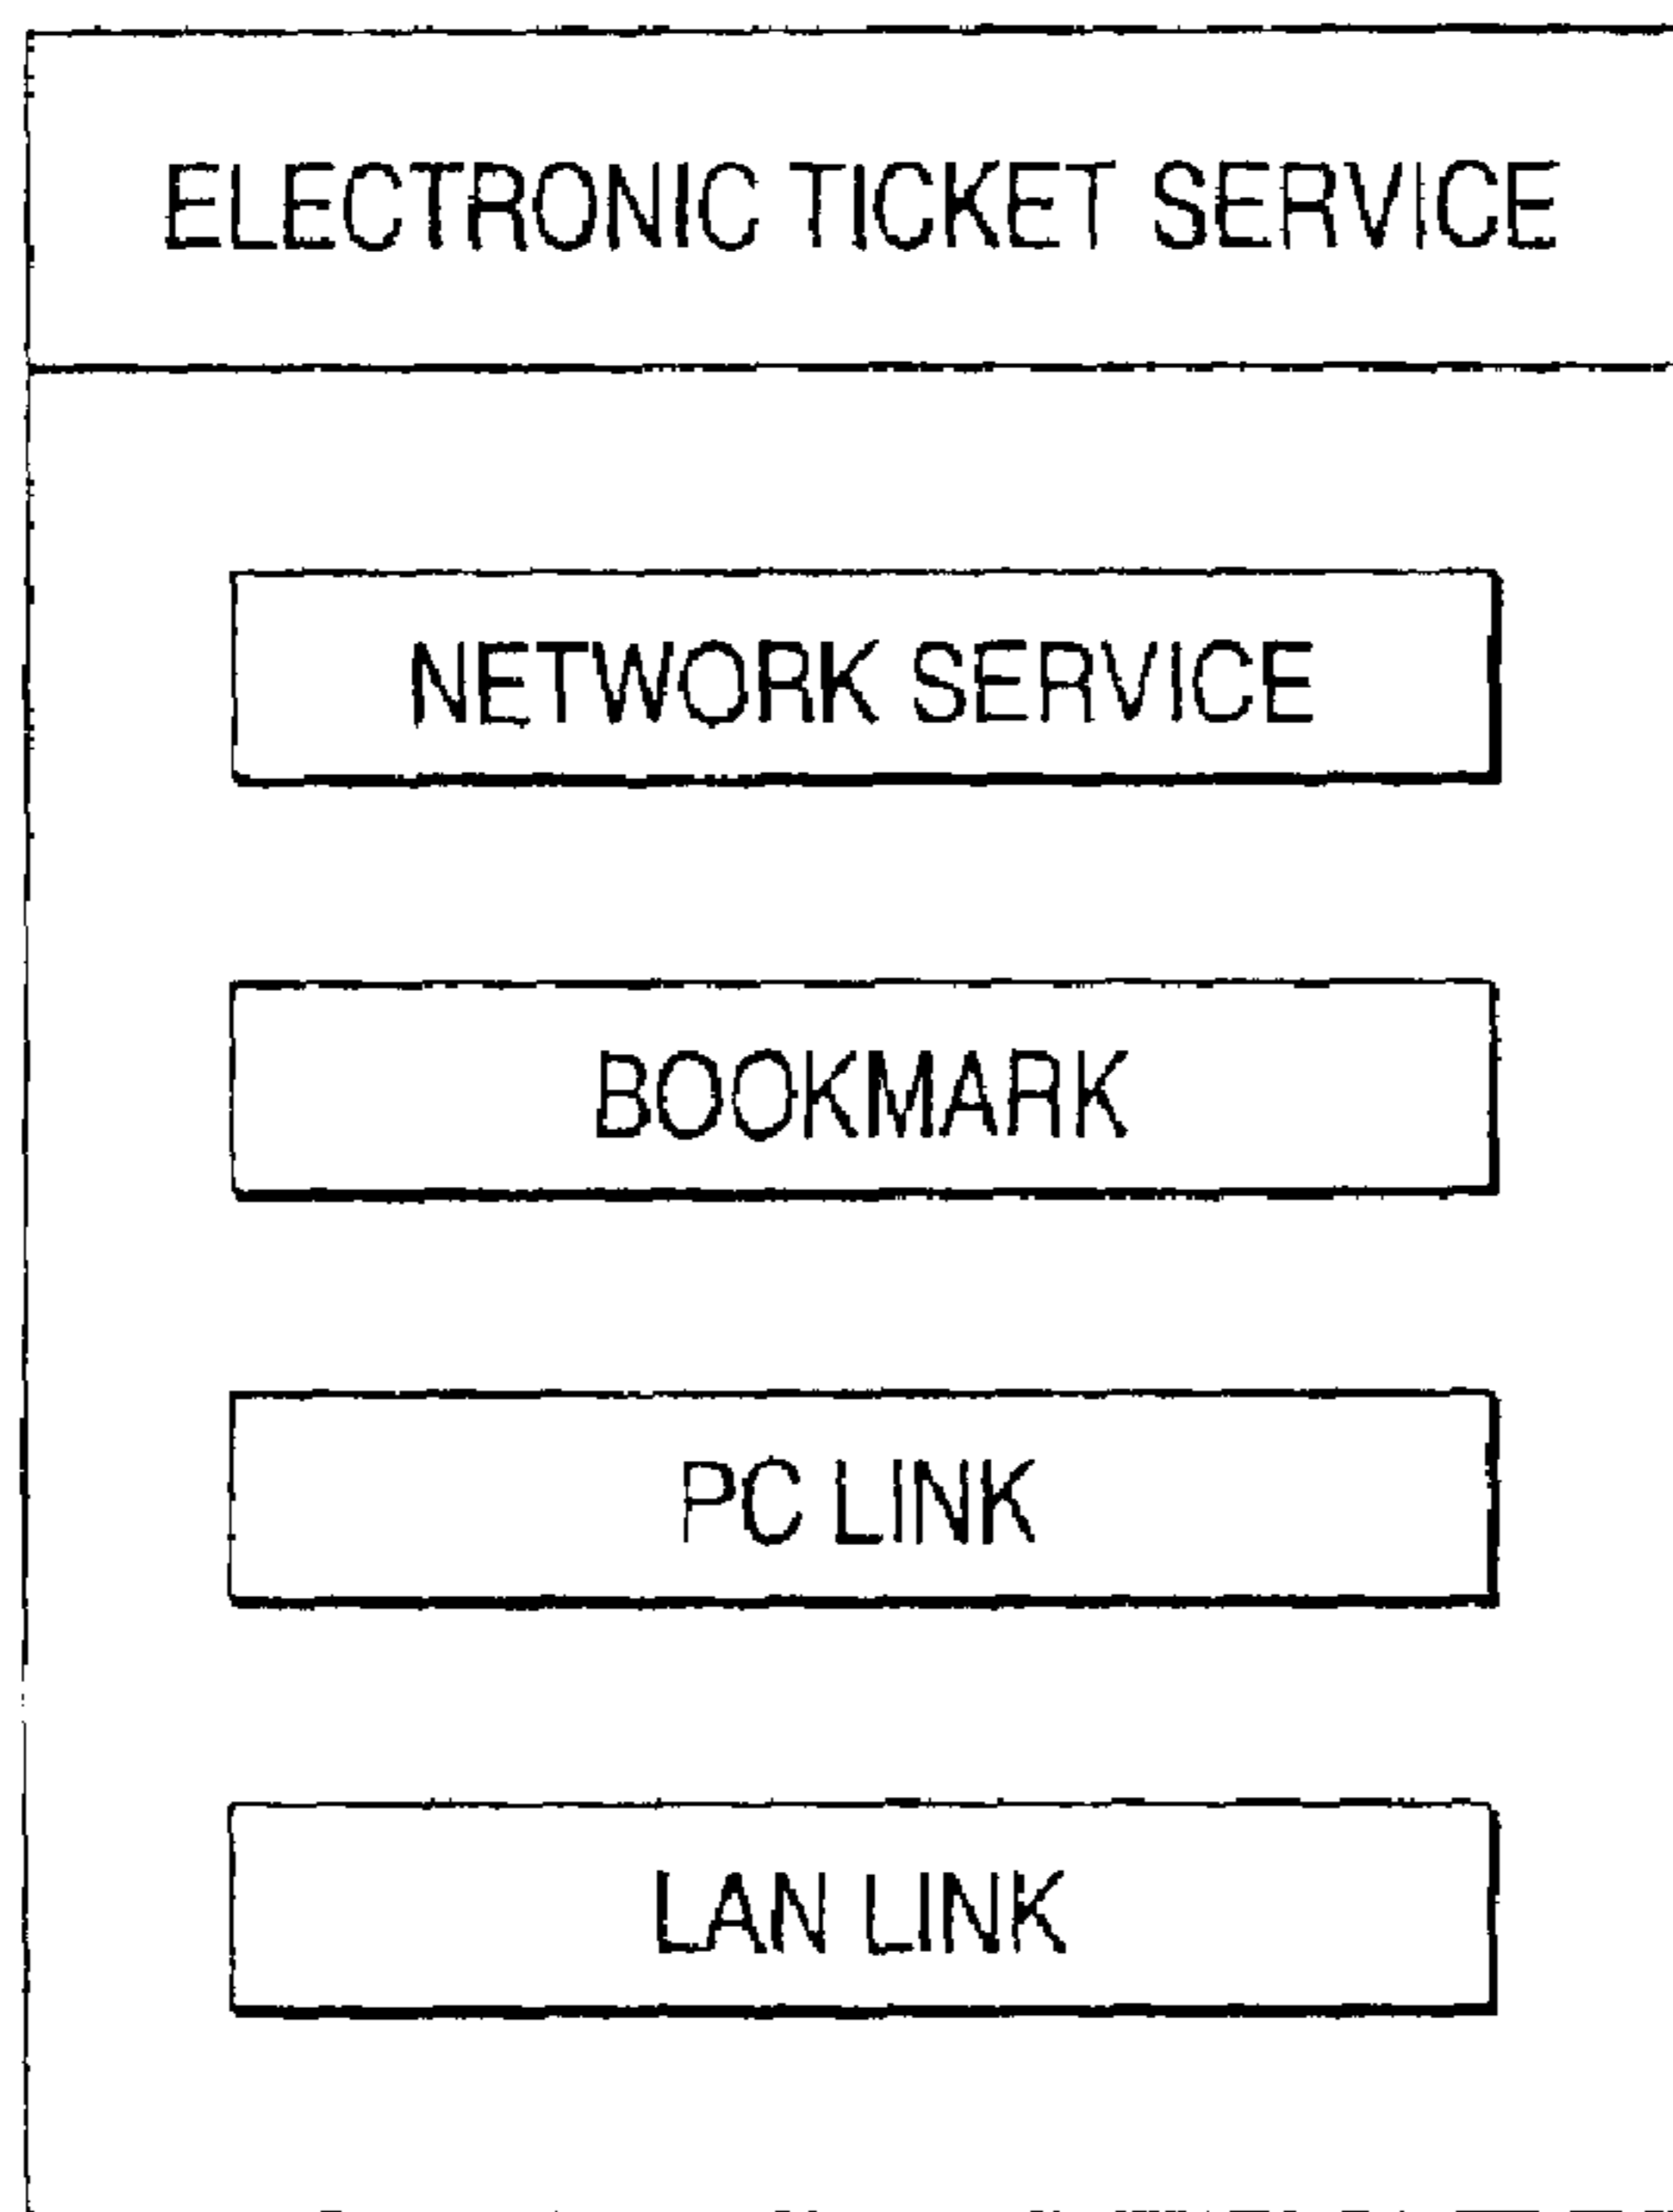 ELECTRONIC TICKET SERVICE
NETWORK SERVICE
BOOKMARK
PC LINK
LAN LINK